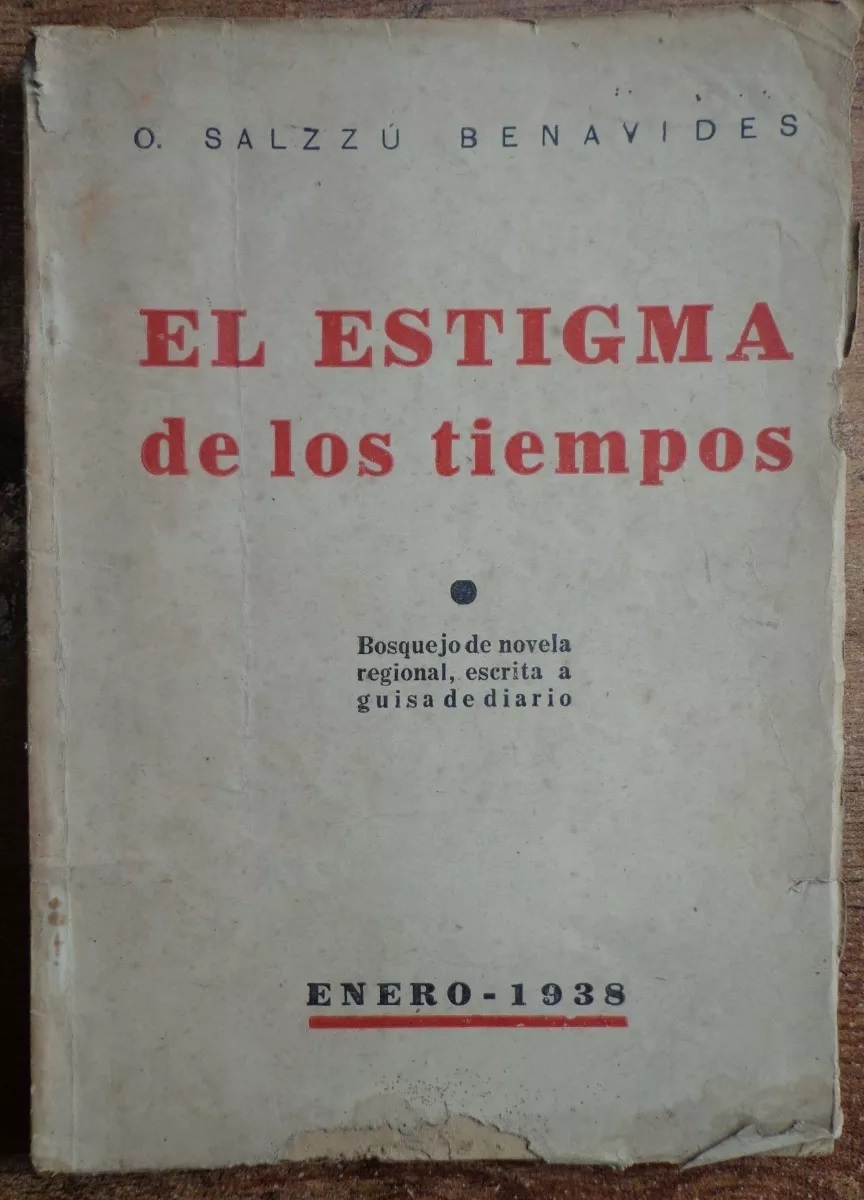 O. SALZZÚ BENAVIDES
EL ESTIGMA
de los tiempos
Bosquejo de novela
regional, escrita a
guisa de diario
ENERO - 1938